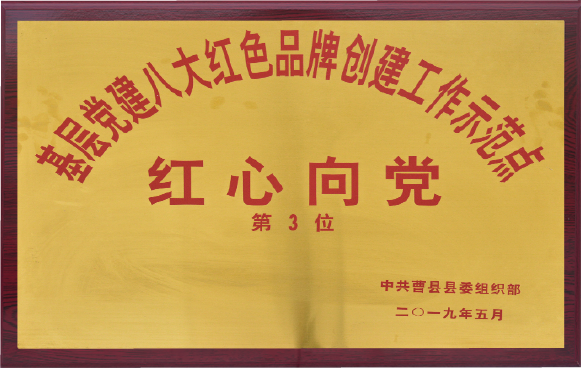 基层党建八大红色品牌创建工作示范点
红心向党
第3位
中共曹县县委组织部
二〇一九年五月